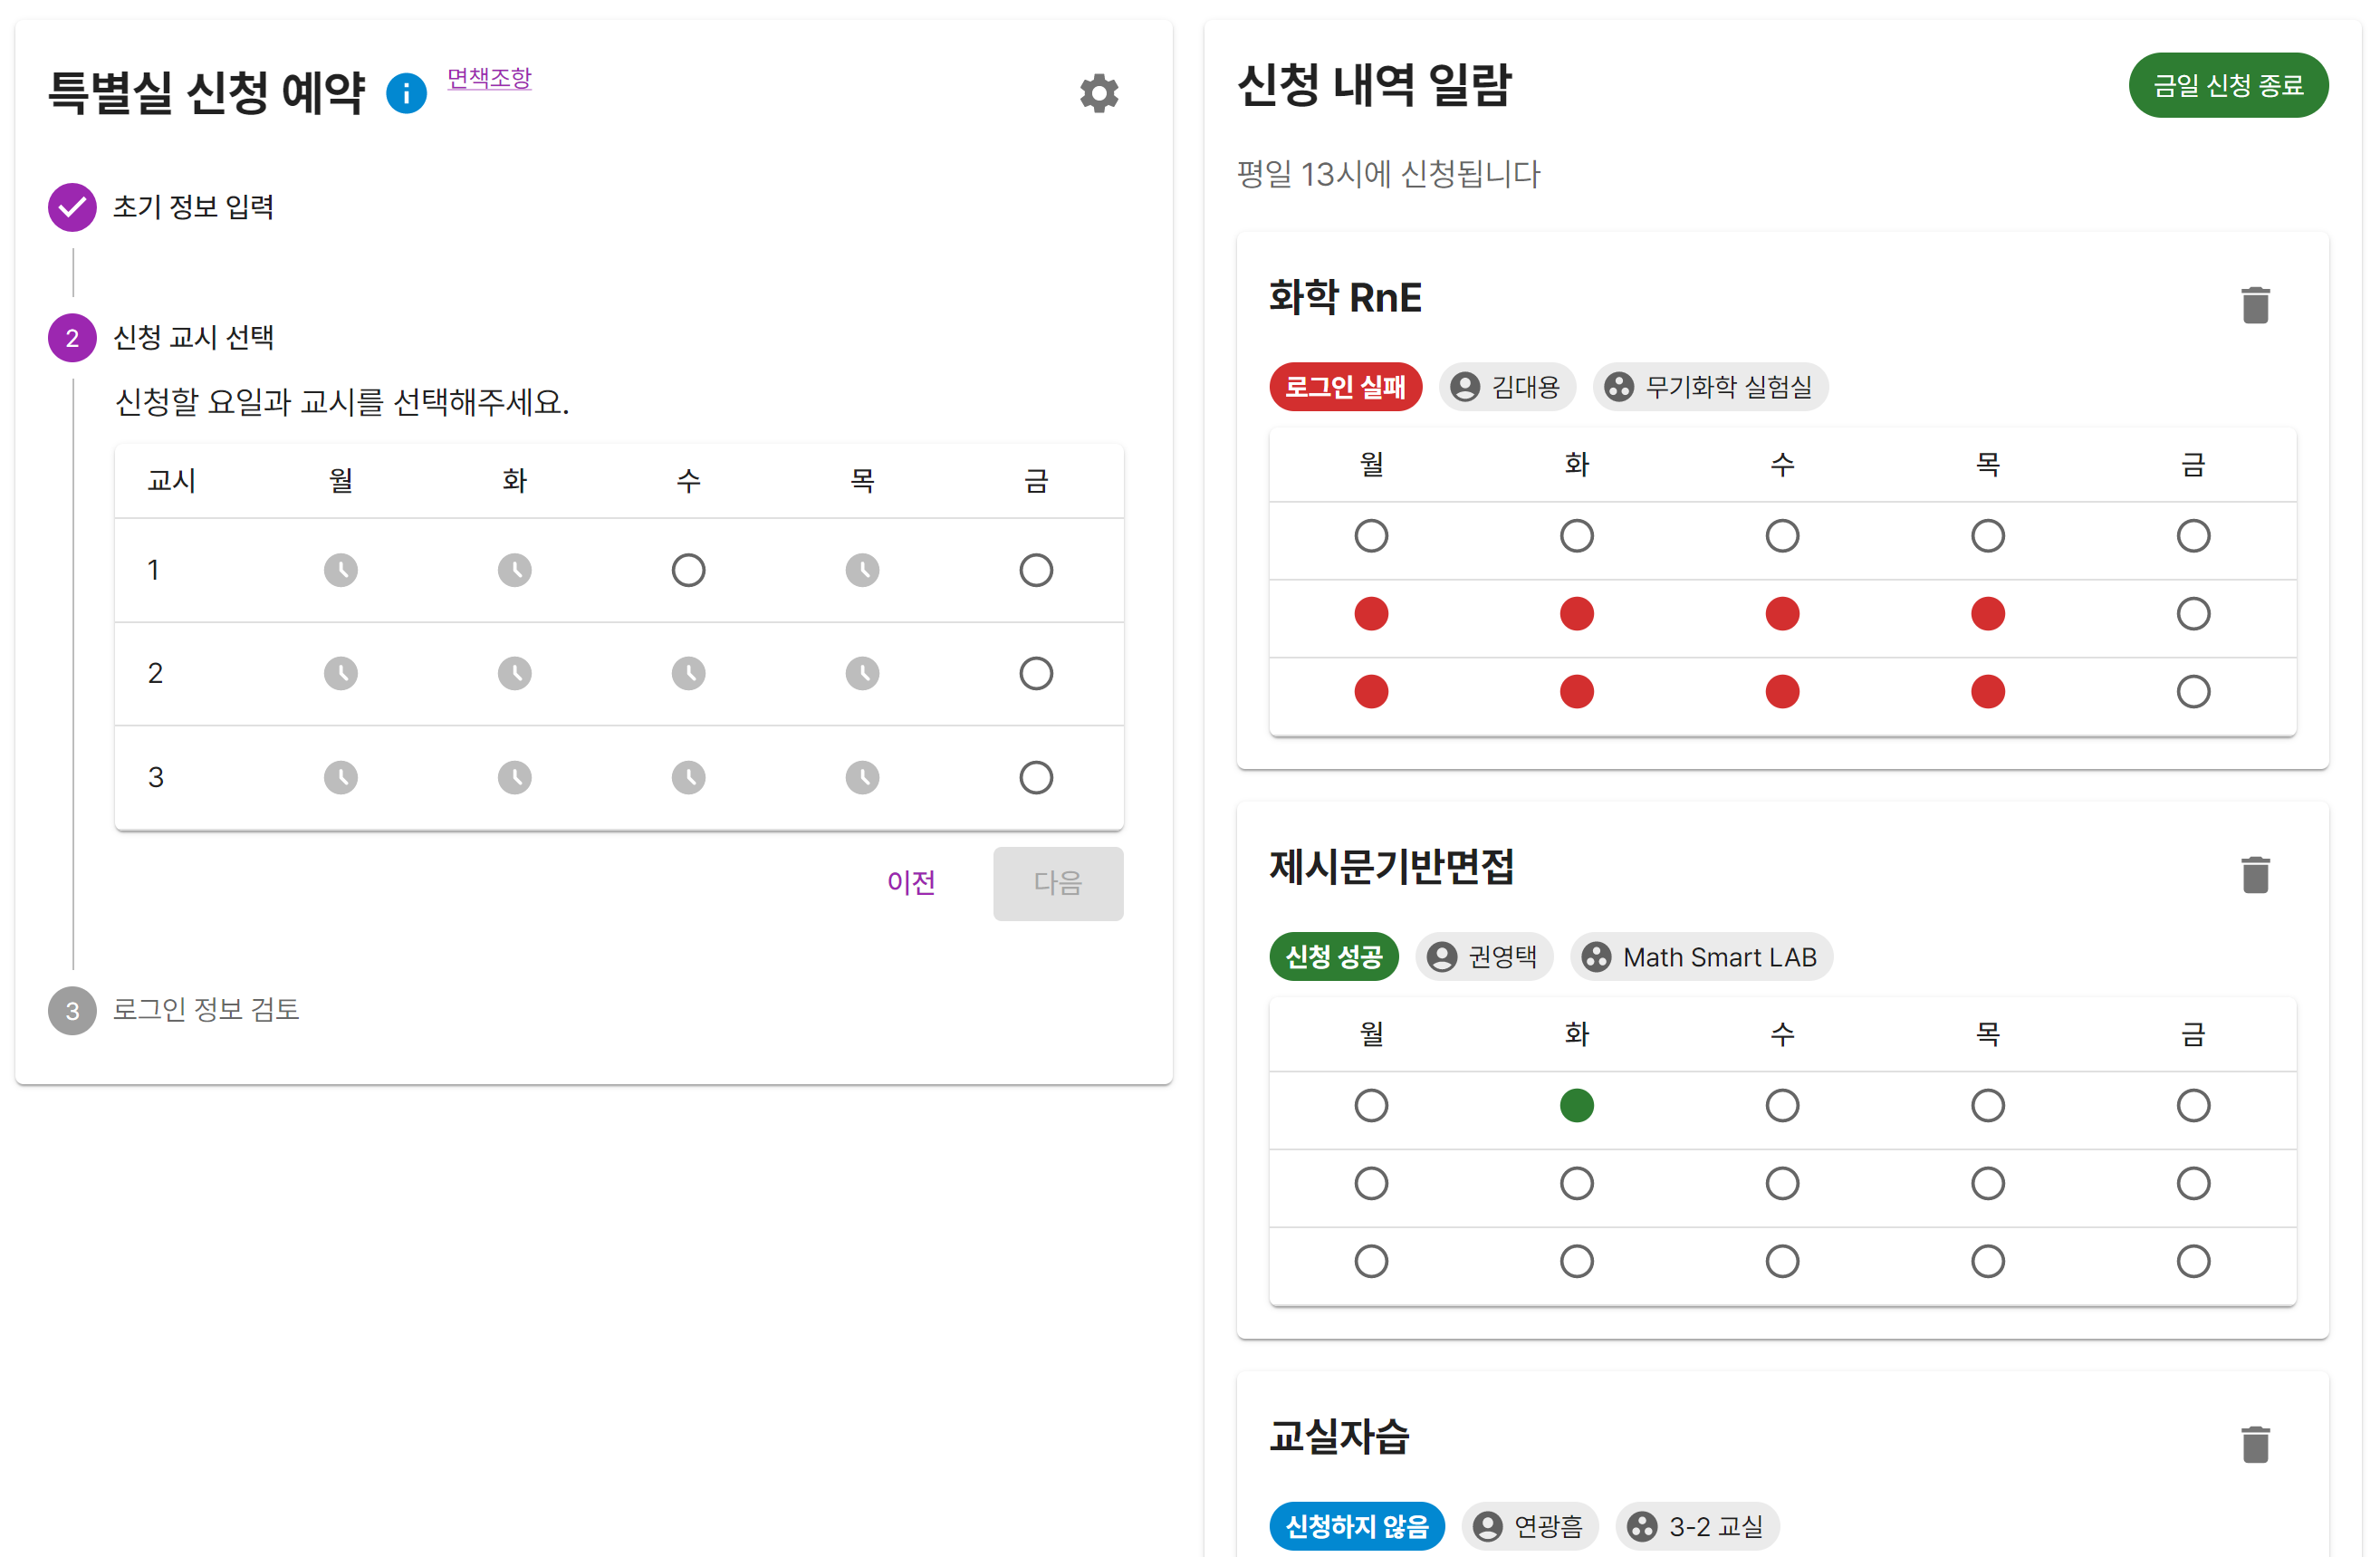 특별실 신청 예약
면책조항
초기 정보 입력
2 신청 교시 선택
신청할 요일과 교시를 선택해주세요.
교시 월 화 수 목 금
1
2
3
이전 다음
3 로그인 정보 검토
신청 내역 일람
금일 신청 종료
평일 13시에 신청됩니다
화학 RnE
로그인 실패 김대용 무기화학 실험실
월 화 수 목 금
제시문기반면접
신청 성공 권영택 Math Smart LAB
월 화 수 목 금
교실자습
신청하지 않음 연광흠 3-2 교실